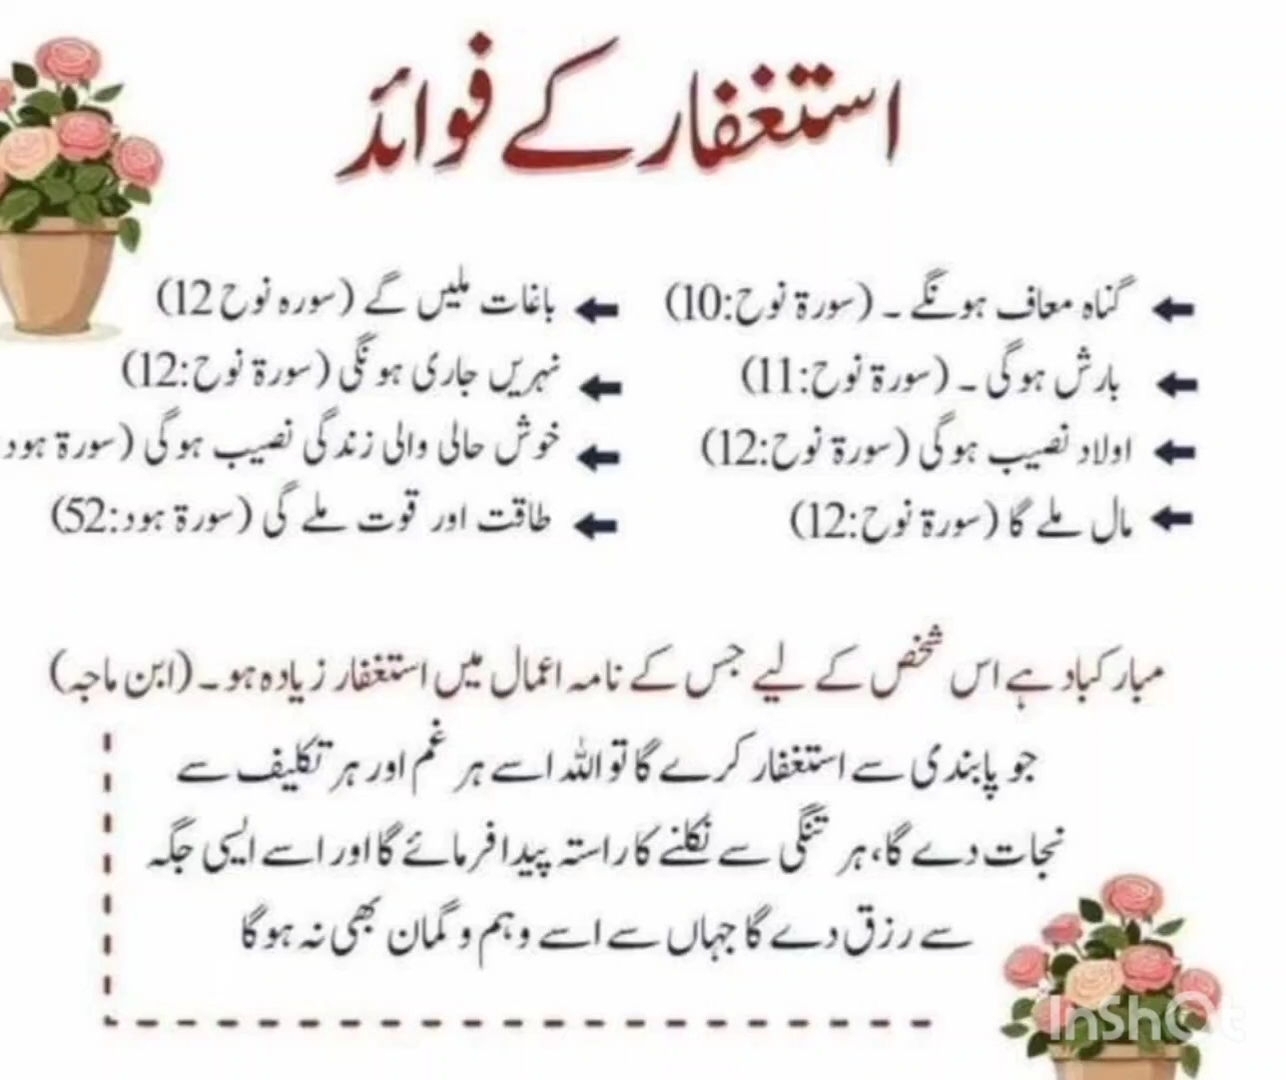 استغفار کے فوائد
گناہ معاف ہونگے ۔ (سورۃ نوح:10)
بارش ہوگی ۔ (سورۃ نوح:11)
اولاد نصیب ہوگی (سورۃ نوح:12)
مال ملے گا (سورۃ نوح:12)
باغات ملیں گے (سورہ نوح 12)
نہریں جاری ہونگی (سورۃ نوح:12)
خوش حالی والی زندگی نصیب ہوگی (سورۃ ہود
طاقت اور قوت ملے گی (سورۃ ہود:52)
مبارکباد ہے اس شخص کے لیے جس کے نامہ اعمال میں استغفار زیادہ ہو۔ (ابن ماجہ)
جو پابندی سے استغفار کرے گا تو اللہ اسے ہر غم اور ہر تکلیف سے
نجات دے گا، ہر تنگی سے نکلنے کا راستہ پیدا فرمائے گا اور اسے ایسی جگہ
سے رزق دے گا جہاں سے اسے وہم و گمان بھی نہ ہوگا
InShOt